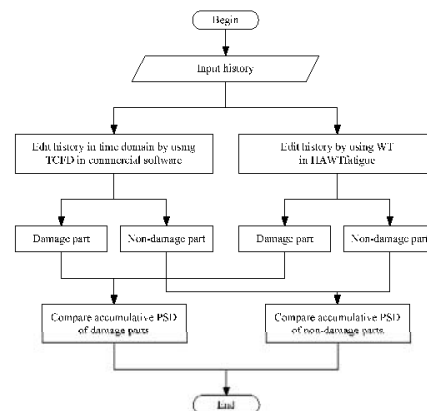 Begin
Input history
Edit history in time domain by using
TCFD in commercial software
Edit history by using WT
in HAWTfatigue
Damage part
Non-damage part
Damage part
Non-damage part
Compare accumulative PSD
of damage parts
Compare accumulative PSD
of non-damage parts.
End